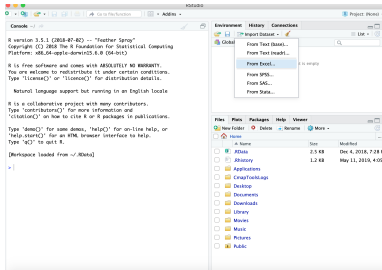 RStudio
Go to file/function
Addins
Project: (None)
Console ~/
R version 3.5.1 (2018-07-02) -- "Feather Spray"
Copyright (C) 2018 The R Foundation for Statistical Computing
Platform: x86_64-apple-darwin15.6.0 (64-bit)
R is free software and comes with ABSOLUTELY NO WARRANTY.
You are welcome to redistribute it under certain conditions.
Type 'license()' or 'licence()' for distribution details.
Natural language support but running in an English locale
R is a collaborative project with many contributors.
Type 'contributors()' for more information and
'citation()' on how to cite R or R packages in publications.
Type 'demo()' for some demos, 'help()' for on-line help, or
'help.start()' for an HTML browser interface to help.
Type 'q()' to quit R.
[Workspace loaded from ~/.RData]
>
Environment History Connections
Import Dataset List
Global
From Text (base)...
From Text (readr)...
From Excel...
From SPSS...
From SAS...
From Stata...
is empty
Files Plots Packages Help Viewer
New Folder Delete Rename More
Home
Name Size Modified
.RData 2.5 KB Dec 4, 2018, 7:28
.Rhistory 1.2 KB May 11, 2019, 4:09
Applications
CmapToolsLogs
Desktop
Documents
Downloads
Library
Movies
Music
Pictures
Public